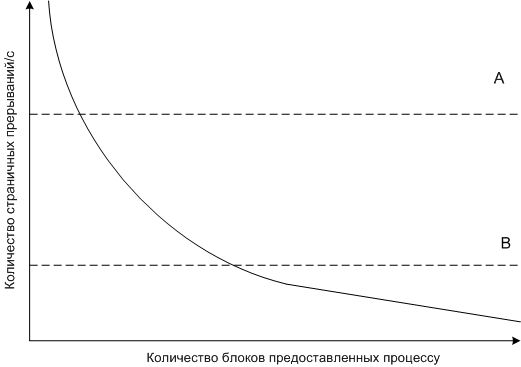 Количество страничных прерываний/с
A
B
Количество блоков предоставленных процессу